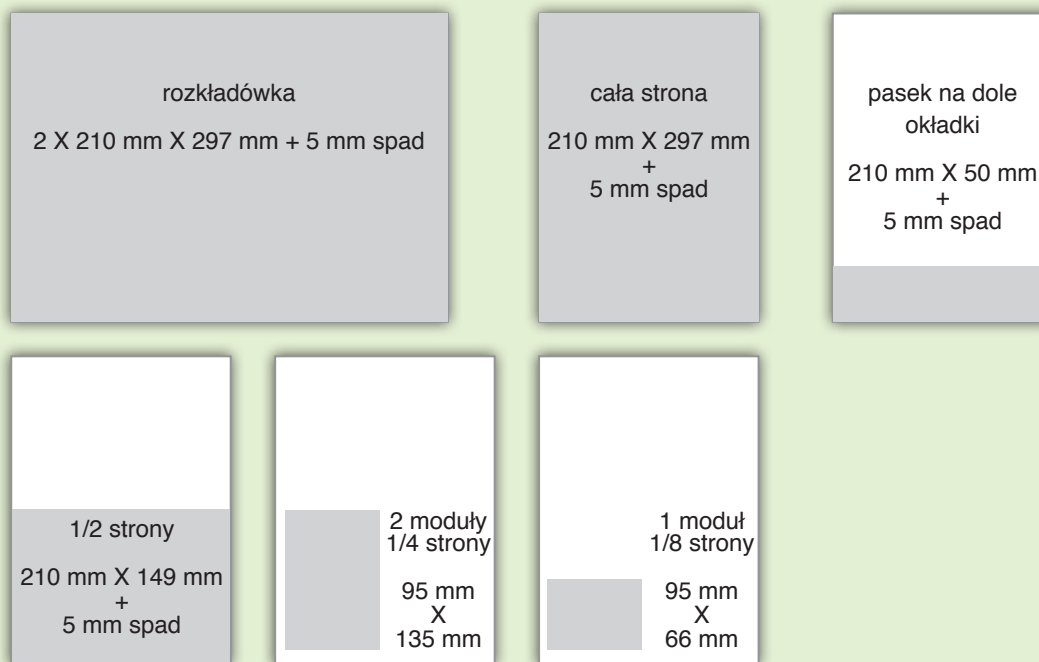 rozkładówka
2 X 210 mm X 297 mm + 5 mm spad
cała strona
210 mm X 297 mm
+
5 mm spad
pasek na dole
okładki
210 mm X 50 mm
+
5 mm spad
1/2 strony
210 mm X 149 mm
+
5 mm spad
2 moduły
1/4 strony
95 mm
X
135 mm
1 moduł
1/8 strony
95 mm
X
66 mm